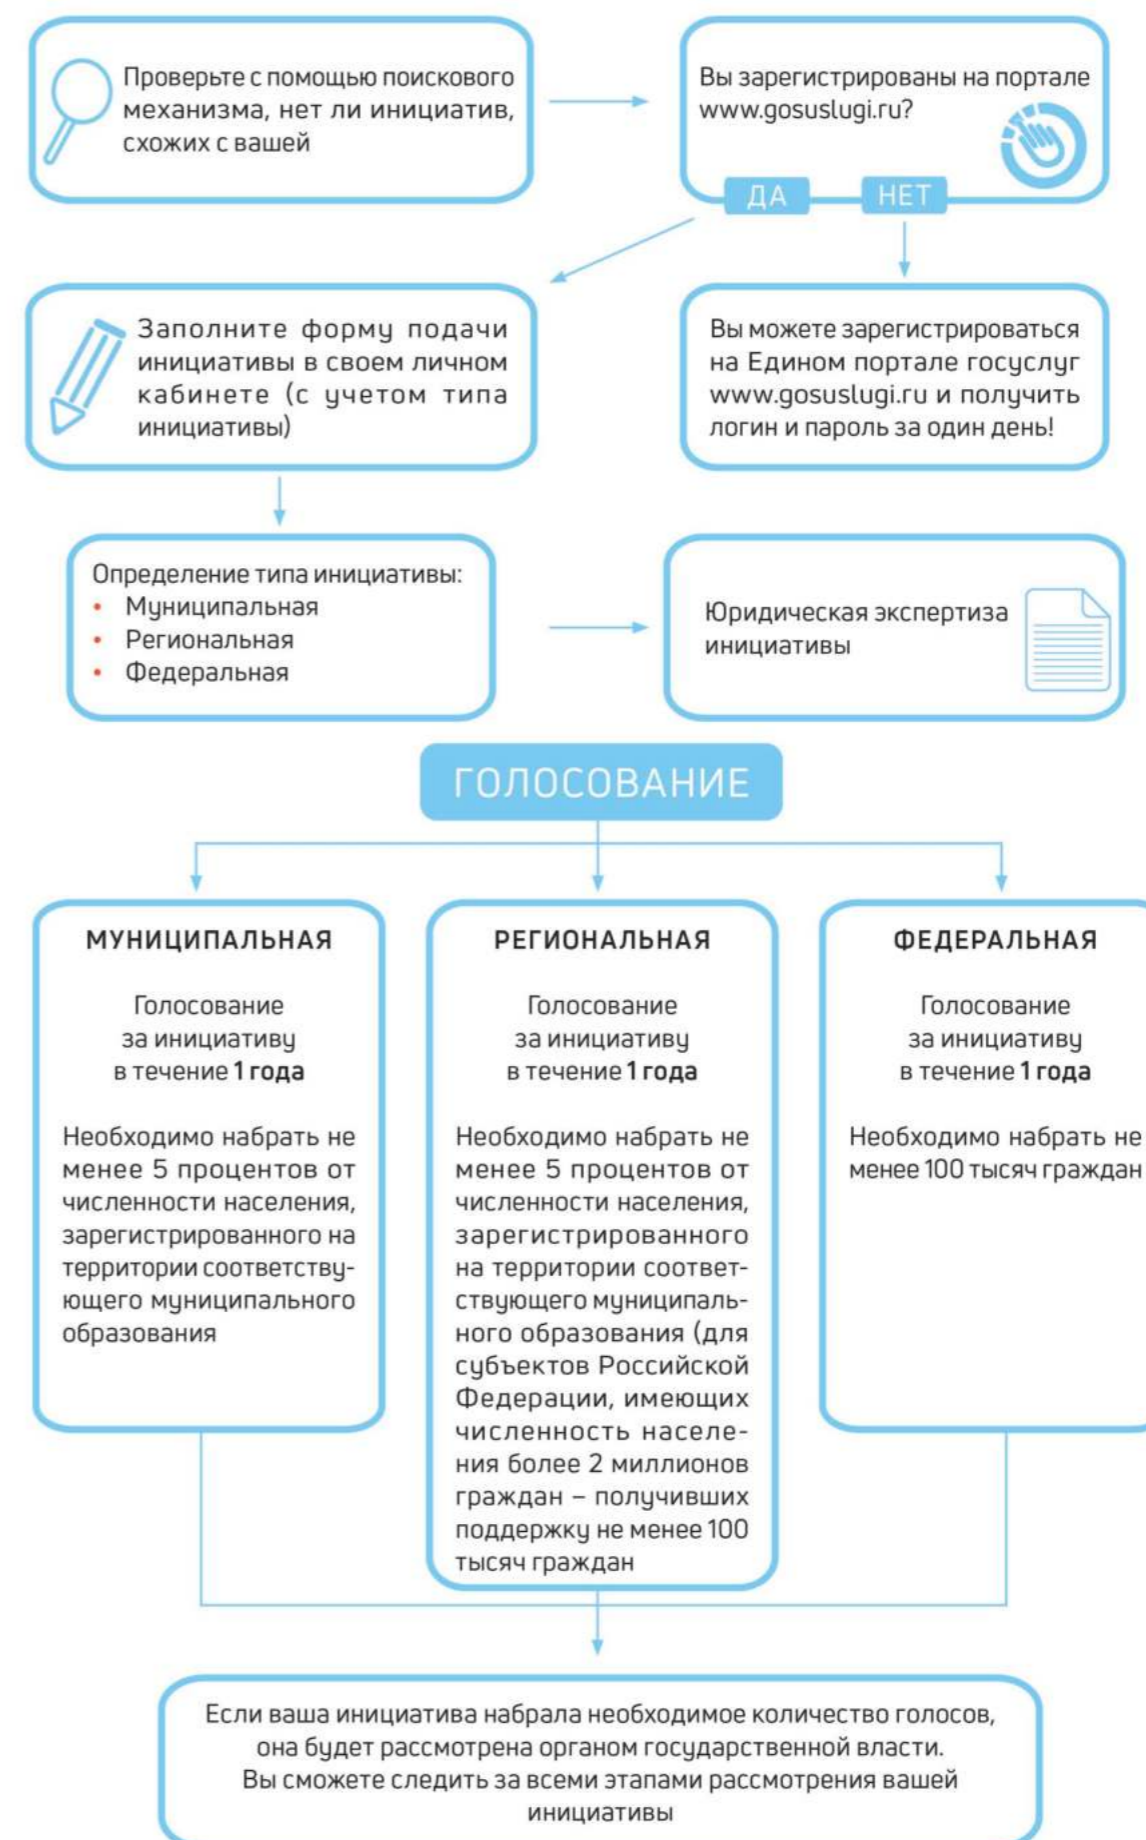 Проверьте с помощью поискового
механизма, нет ли инициатив,
схожих с вашей
Вы зарегистрированы на портале
www.gosuslugi.ru?
ДА
НЕТ
Заполните форму подачи
инициативы в своем личном
кабинете (с учетом типа
инициативы)
Вы можете зарегистрироваться
на Едином портале госуслуг
www.gosuslugi.ru и получить
логин и пароль за один день!
Определение типа инициативы:
• Муниципальная
• Региональная
• Федеральная
Юридическая экспертиза
инициативы
ГОЛОСОВАНИЕ
МУНИЦИПАЛЬНАЯ
Голосование
за инициативу
в течение 1 года
Необходимо набрать не
менее 5 процентов от
численности населения,
зарегистрированного на
территории соответству-
ющего муниципального
образования
РЕГИОНАЛЬНАЯ
Голосование
за инициативу
в течение 1 года
Необходимо набрать не
менее 5 процентов от
численности населения,
зарегистрированного
на территории соответ-
ствующего муниципаль-
ного образования (для
субъектов Российской
Федерации, имеющих
численность населе-
ния более 2 миллионов
граждан – получивших
поддержку не менее 100
тысяч граждан
ФЕДЕРАЛЬНАЯ
Голосование
за инициативу
в течение 1 года
Необходимо набрать не
менее 100 тысяч граждан
Если ваша инициатива набрала необходимое количество голосов,
она будет рассмотрена органом государственной власти.
Вы сможете следить за всеми этапами рассмотрения вашей
инициативы